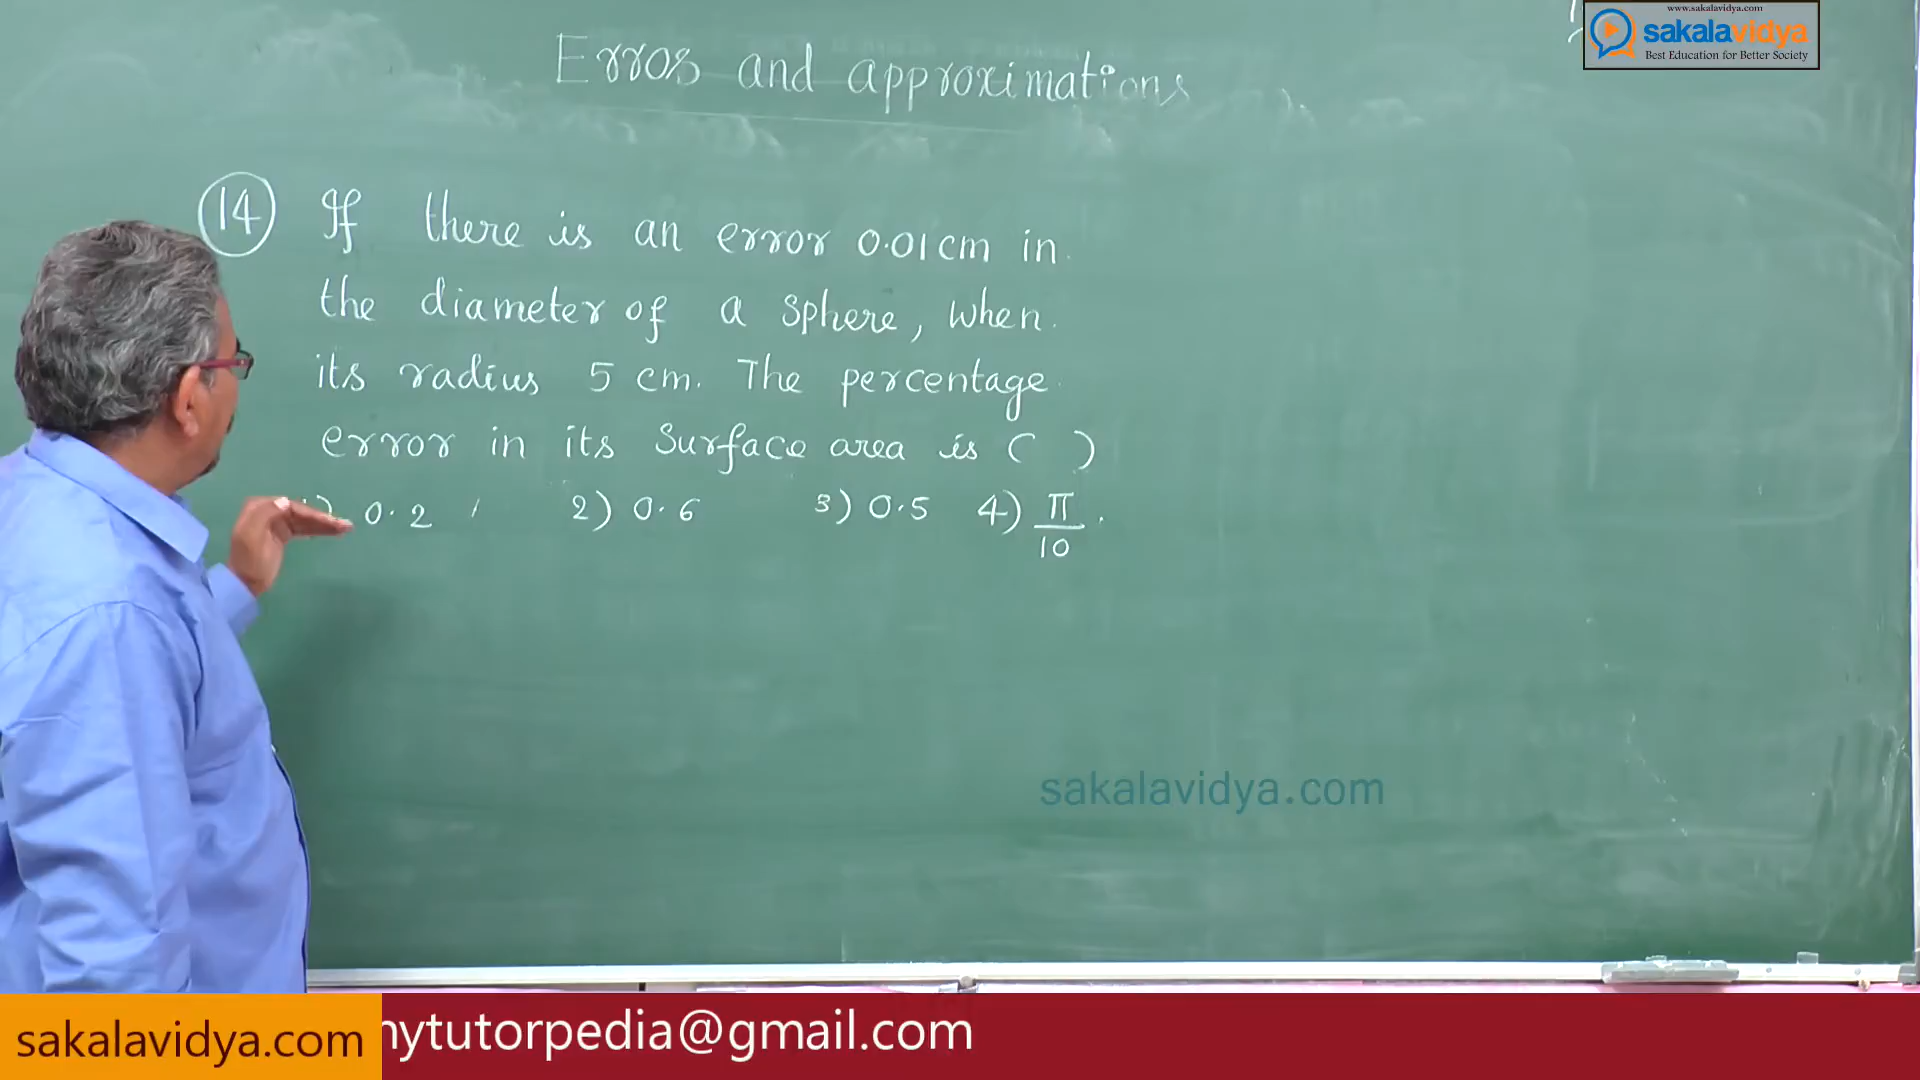 www.sakalavidya.com
sakalavidya
Best Education for Better Society
Erros and approximations
14 If there is an error 0.01cm in.
the diameter of a sphere, when.
its radius 5 cm. The percentage
error in its surface area is ( )
1) 0.2 2) 0.6 3) 0.5 4) π/10.
sakalavidya.com
sakalavidya.com
ytutorpedia@gmail.com